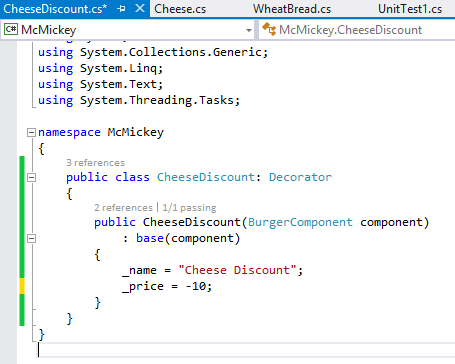 CheeseDiscount.cs* Cheese.cs WheatBread.cs UnitTest1.cs
C# McMickey McMickey.CheeseDiscount
using System.Collections.Generic;
using System.Linq;
using System.Text;
using System.Threading.Tasks;
namespace McMickey
{
3 references
public class CheeseDiscount: Decorator
{
2 references | 1/1 passing
public CheeseDiscount(BurgerComponent component)
: base(component)
{
_name = "Cheese Discount";
_price = -10;
}
}
}